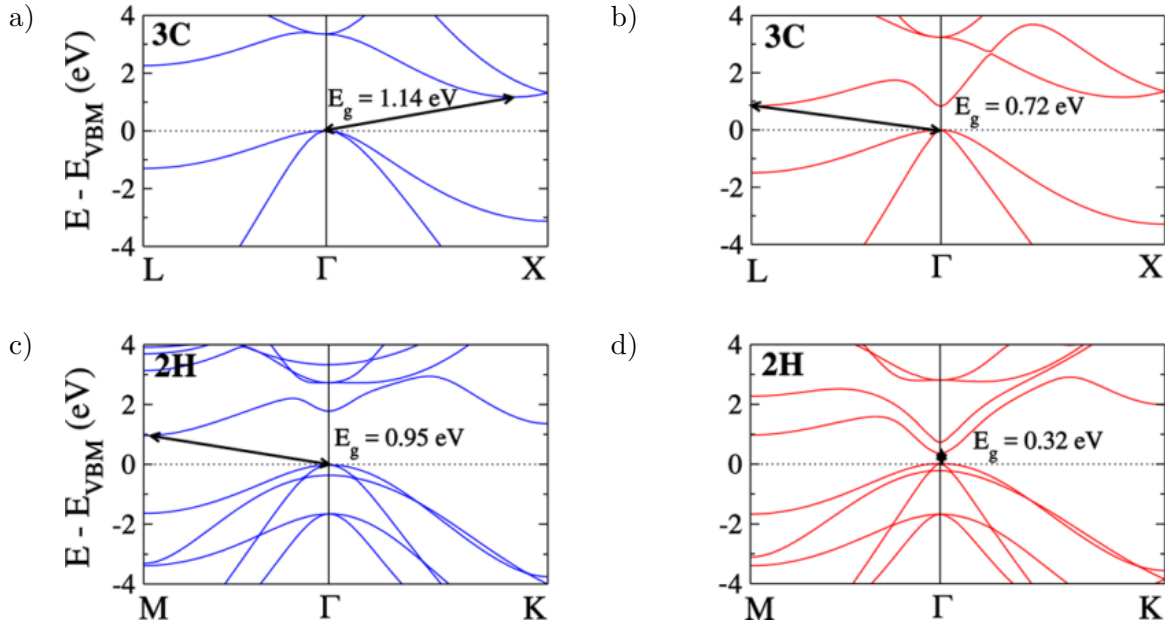 a)
3C
E - E_VBM (eV)
4
2
0
-2
-4
E_g = 1.14 eV
L Γ X
b)
3C
4
2
0
-2
-4
E_g = 0.72 eV
L Γ X
c)
2H
E - E_VBM (eV)
4
2
0
-2
-4
E_g = 0.95 eV
M Γ K
d)
2H
4
2
0
-2
-4
E_g = 0.32 eV
M Γ K